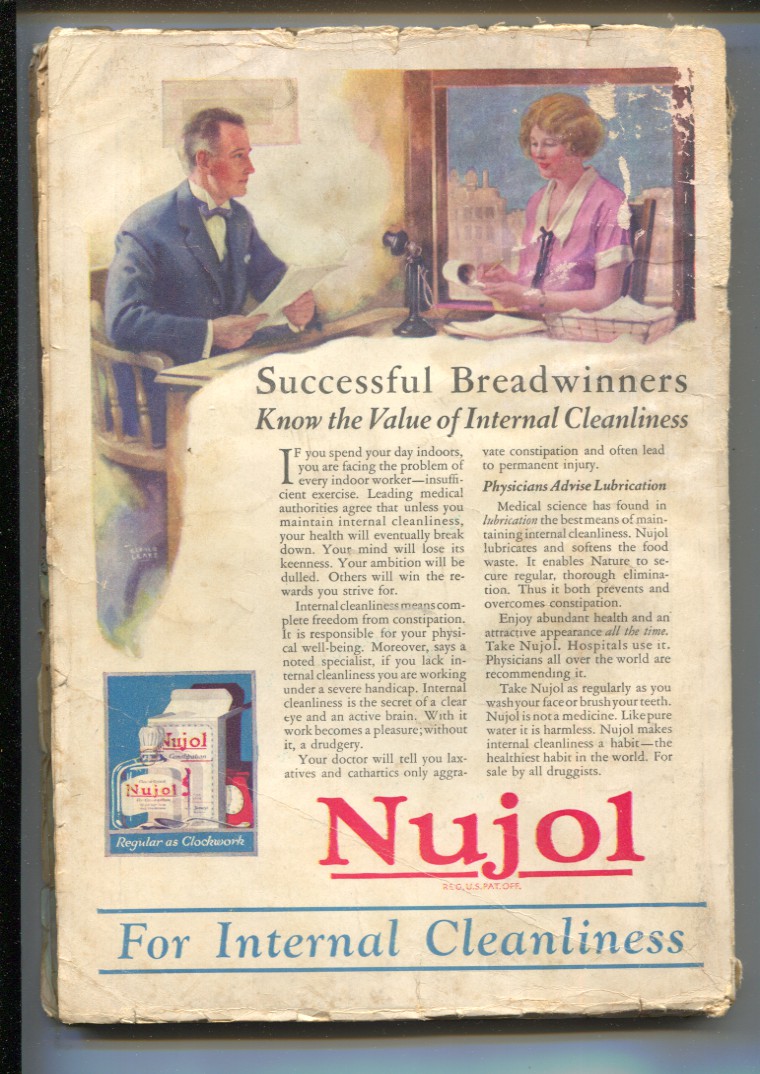 Successful Breadwinners
Know the Value of Internal Cleanliness
IF you spend your day indoors,
you are facing the problem of
every indoor worker—insuffi-
cient exercise. Leading medical
authorities agree that unless you
maintain internal cleanliness,
your health will eventually break
down. Your mind will lose its
keenness. Your ambition will be
dulled. Others will win the re-
wards you strive for.
Internal cleanliness means com-
plete freedom from constipation.
It is responsible for your physi-
cal well-being. Moreover, says a
noted specialist, if you lack in-
ternal cleanliness you are working
under a severe handicap. Internal
cleanliness is the secret of a clear
eye and an active brain. With it
work becomes a pleasure; without
it, a drudgery.
Your doctor will tell you lax-
atives and cathartics only aggra-
vate constipation and often lead
to permanent injury.
Physicians Advise Lubrication
Medical science has found in
lubrication the best means of main-
taining internal cleanliness. Nujol
lubricates and softens the food
waste. It enables Nature to se-
cure regular, thorough elimina-
tion. Thus it both prevents and
overcomes constipation.
Enjoy abundant health and an
attractive appearance all the time.
Take Nujol. Hospitals use it.
Physicians all over the world are
recommending it.
Take Nujol as regularly as you
wash your face or brush your teeth.
Nujol is not a medicine. Like pure
water it is harmless. Nujol makes
internal cleanliness a habit—the
healthiest habit in the world. For
sale by all druggists.
Nujol
Constipation
Nujol
Regular as Clockwork
Nujol
REG. U.S. PAT. OFF.
For Internal Cleanliness